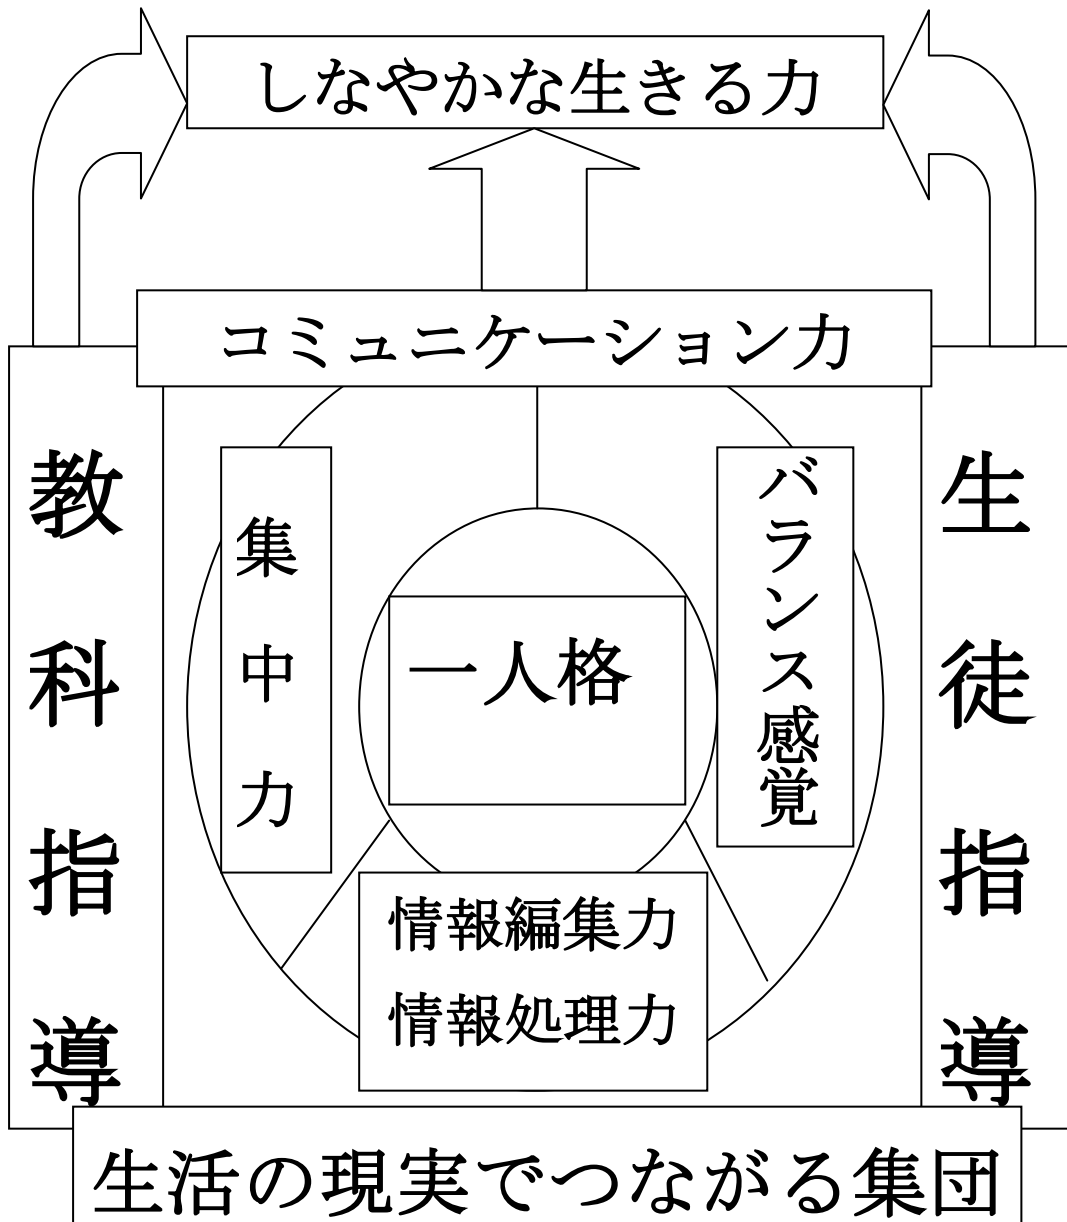 しなやかな生きる力
コミュニケーション力
教科指導
集中力
一人格
バランス感覚
生徒指導
情報編集力
情報処理力
生活の現実でつながる集団